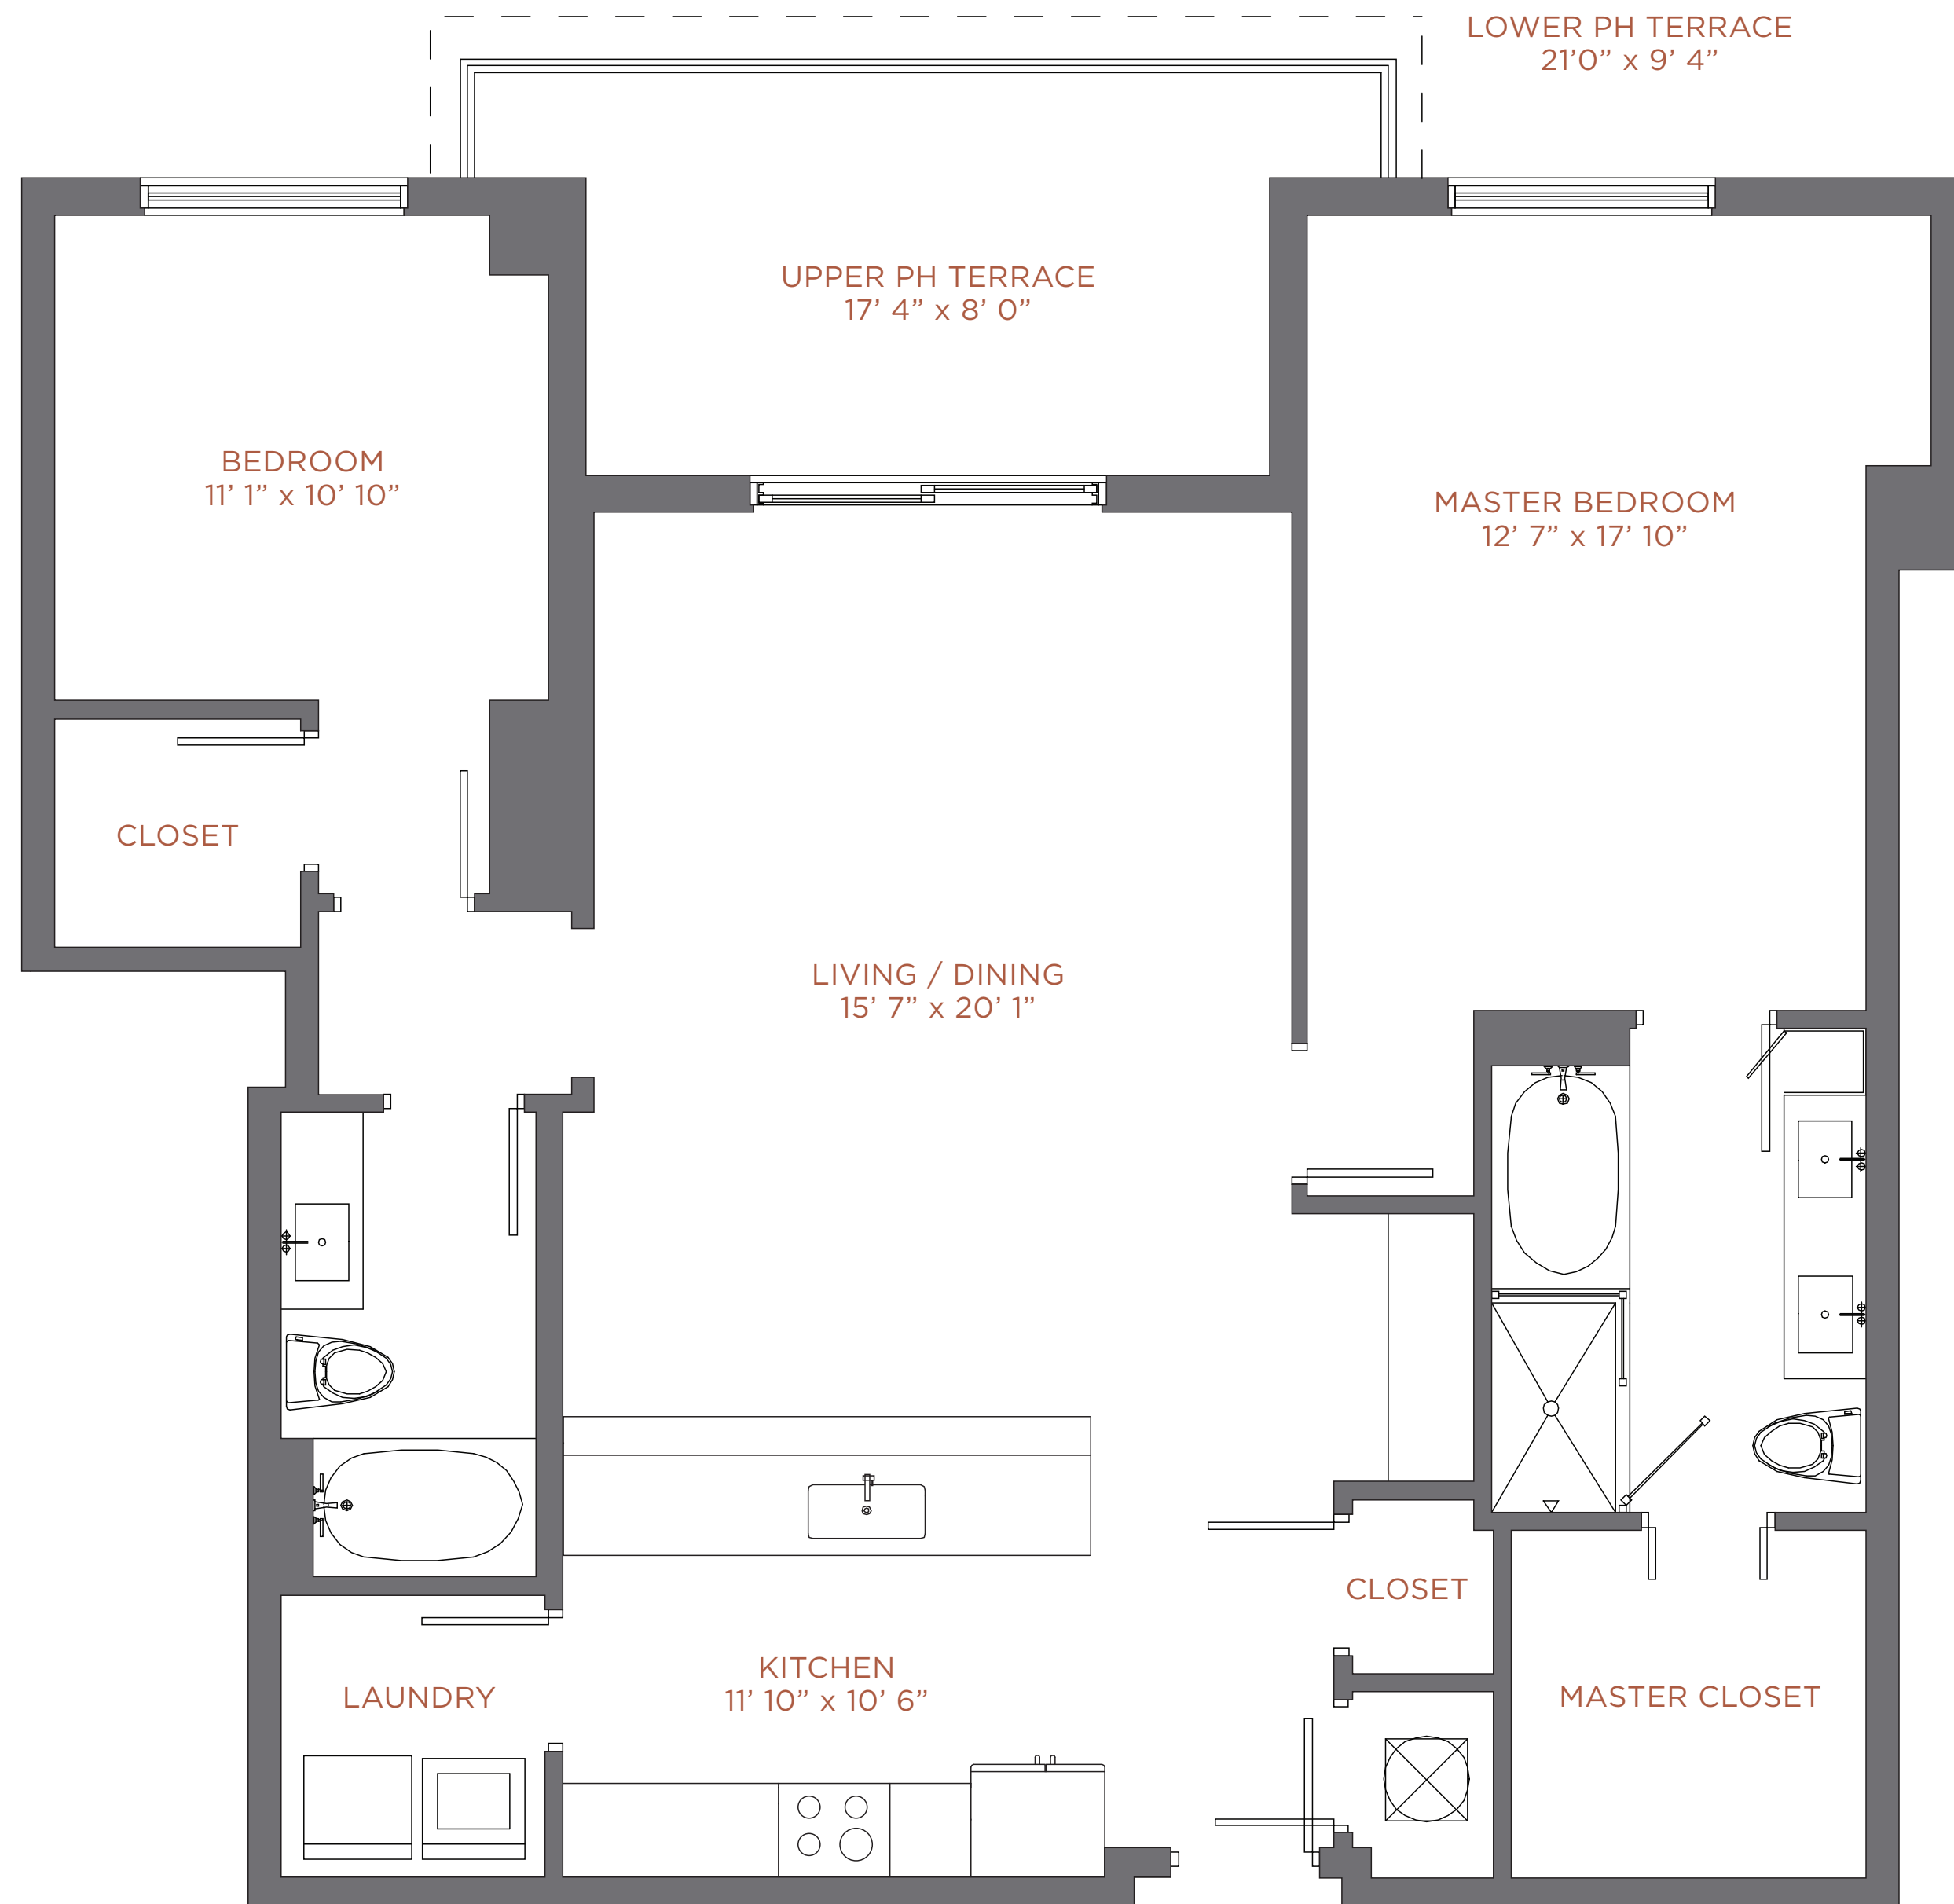 LOWER PH TERRACE
21’0” x 9’ 4”
UPPER PH TERRACE
17’ 4” x 8’ 0”
BEDROOM
11’ 1” x 10’ 10”
MASTER BEDROOM
12’ 7” x 17’ 10”
CLOSET
LIVING / DINING
15’ 7” x 20’ 1”
CLOSET
KITCHEN
11’ 10” x 10’ 6”
LAUNDRY
MASTER CLOSET